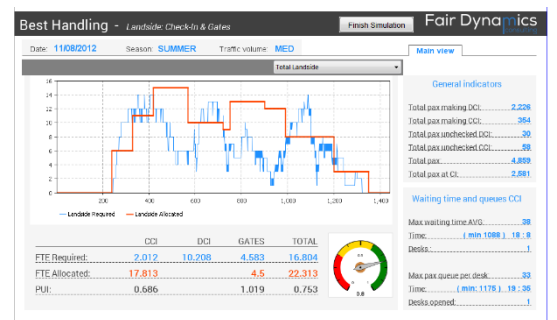 Best Handling - Landside: Check-In & Gates
Finish Simulation
Fair Dynamics
Date: 11/08/2012 Season: SUMMER Traffic volume: MED
Main view
Total Landside
16
14
12
10
8
6
4
2
0
200 400 600 800 1,000 1,200 1,400
Landside Required Landside Allocated
CCI DCI GATES TOTAL
FTE Required: 2.012 10.208 4.583 16.804
FTE Allocated: 17.813 4.5 22.313
PUI: 0.686 1.019 0.753
0.8
General indicators
Total pax making DCI: 2,226
Total pax making CCI: 354
Total pax unchecked DCI: 30
Total pax unchecked CCI: 59
Total pax: 4,859
Total pax at CI: 2,581
Waiting time and queues CCI
Max waiting time AVG: 38
Time: ( min 1088 ) 18 : 8
Desks : 1
Max pax queue per desk: 33
Time: ( min: 1175 ) 19 : 35
Desks opened: 1